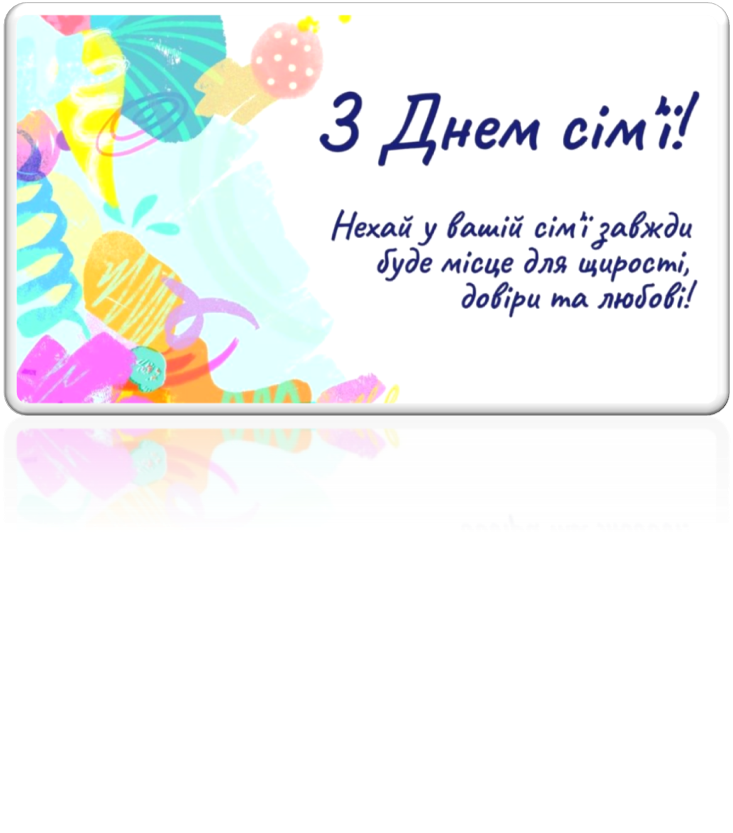 З Днем сім'ї!
Нехай у вашій сім'ї завжди
буде місце для щирості,
довіри та любові!